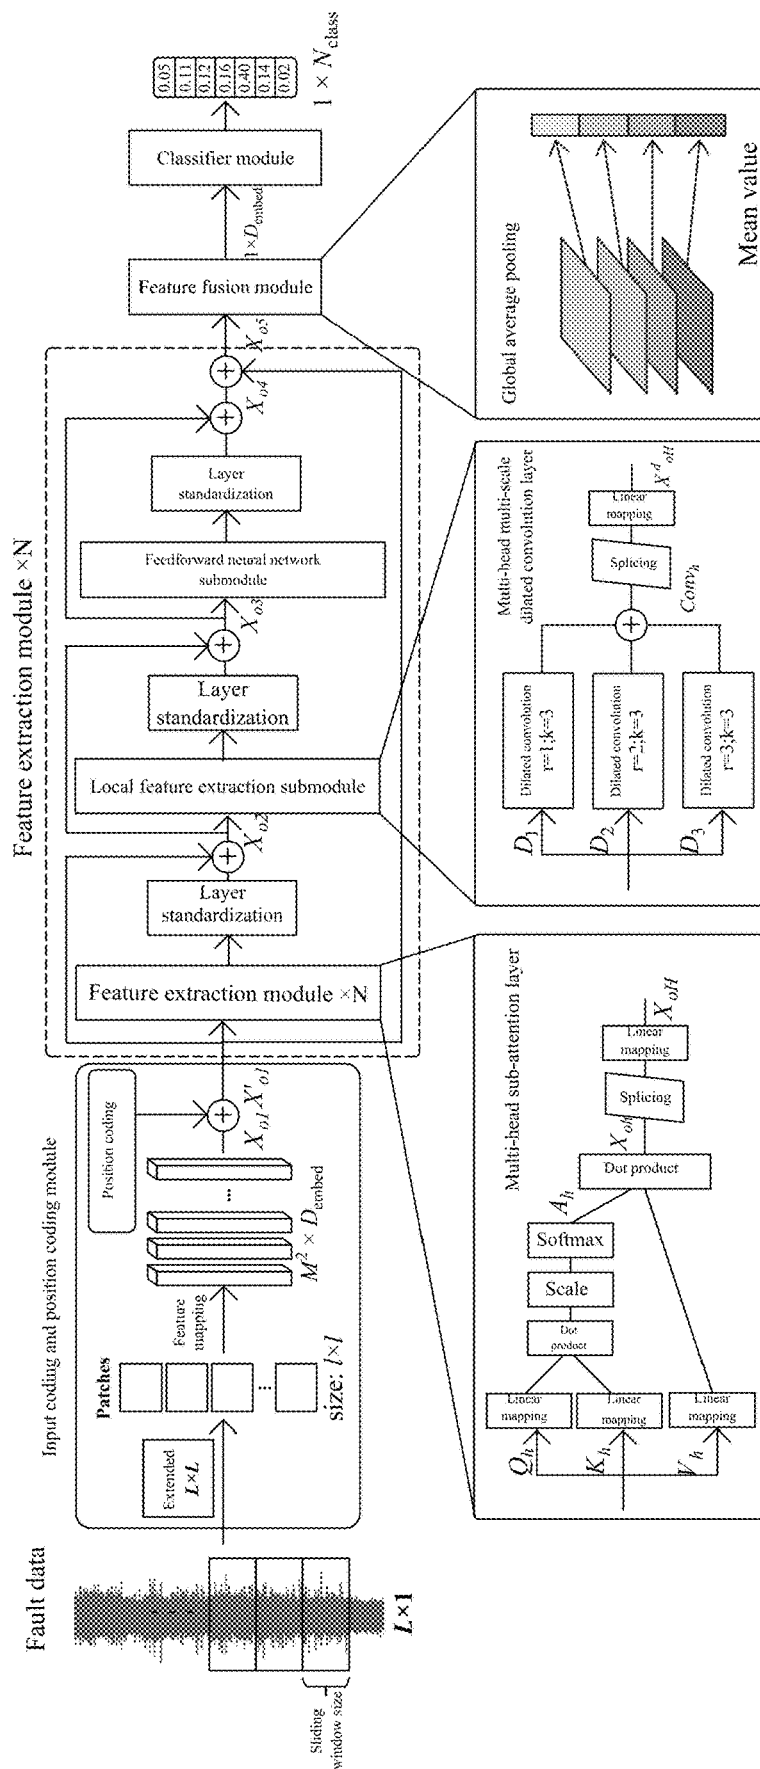 Fault data
Sliding
window size
L×1
Input coding and position coding module
Extended
L×L
Patches
size: l×l
Feature
mapping
Position coding
M² × D_embed
X_o1
X'_o1
Feature extraction module ×N
Feature extraction module ×N
Layer
standardization
X_o2
Local feature extraction submodule
Layer
standardization
X_o3
Feedforward neural network
submodule
Layer
standardization
X_o4
X_o5
Feature fusion module
1×D_embed
Classifier module
0.05
0.11
0.12
0.16
0.40
0.14
0.02
1 × N_class
Multi-head sub-attention layer
Q_h
K_h
V_h
Linear
mapping
Linear
mapping
Linear
mapping
Dot
product
Scale
Softmax
A_h
Dot product
X_oh
Splicing
Linear
mapping
X_oH
Multi-head multi-scale
dilated convolution layer
D_1
D_2
D_3
Dilated convolution
r=1;k=3
Dilated convolution
r=2;k=3
Dilated convolution
r=3;k=3
Conv_h
Splicing
Linear
mapping
X^d_oH
Global average pooling
Mean value